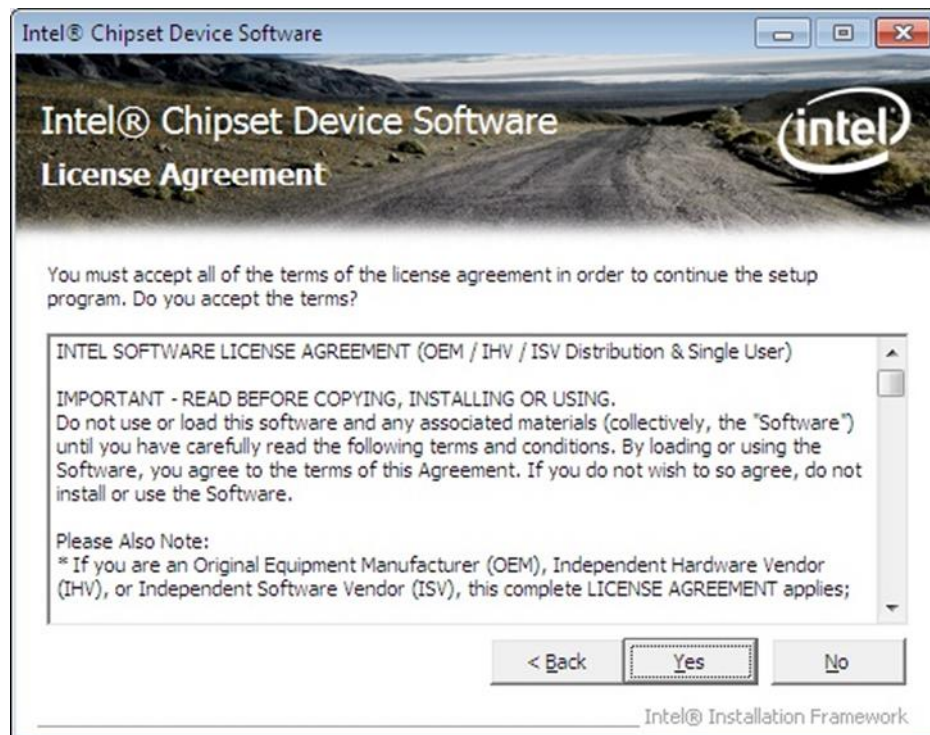 Intel® Chipset Device Software
Intel® Chipset Device Software
intel
License Agreement
You must accept all of the terms of the license agreement in order to continue the setup
program. Do you accept the terms?
INTEL SOFTWARE LICENSE AGREEMENT (OEM / IHV / ISV Distribution & Single User)
IMPORTANT - READ BEFORE COPYING, INSTALLING OR USING.
Do not use or load this software and any associated materials (collectively, the "Software")
until you have carefully read the following terms and conditions. By loading or using the
Software, you agree to the terms of this Agreement. If you do not wish to so agree, do not
install or use the Software.
Please Also Note:
* If you are an Original Equipment Manufacturer (OEM), Independent Hardware Vendor
(IHV), or Independent Software Vendor (ISV), this complete LICENSE AGREEMENT applies;
< Back Yes No
Intel® Installation Framework